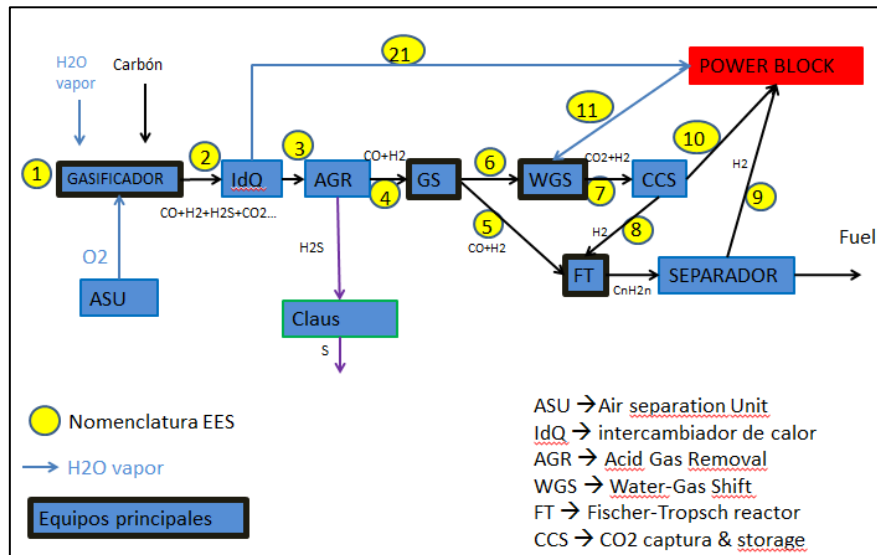 H2O
vapor
Carbón
21
POWER BLOCK
11
10
1
2
3
CO+H2
6
CO2+H2
GASIFICADOR
IdQ
AGR
4
GS
WGS
7
CCS
H2
9
CO+H2+H2S+CO2...
5
8
H2S
CO+H2
H2
Fuel
O2
FT
SEPARADOR
CnH2n
ASU
Claus
S
Nomenclatura EES
H2O vapor
Equipos principales
ASU → Air separation Unit
IdQ → intercambiador de calor
AGR → Acid Gas Removal
WGS → Water-Gas Shift
FT → Fischer-Tropsch reactor
CCS → CO2 captura & storage